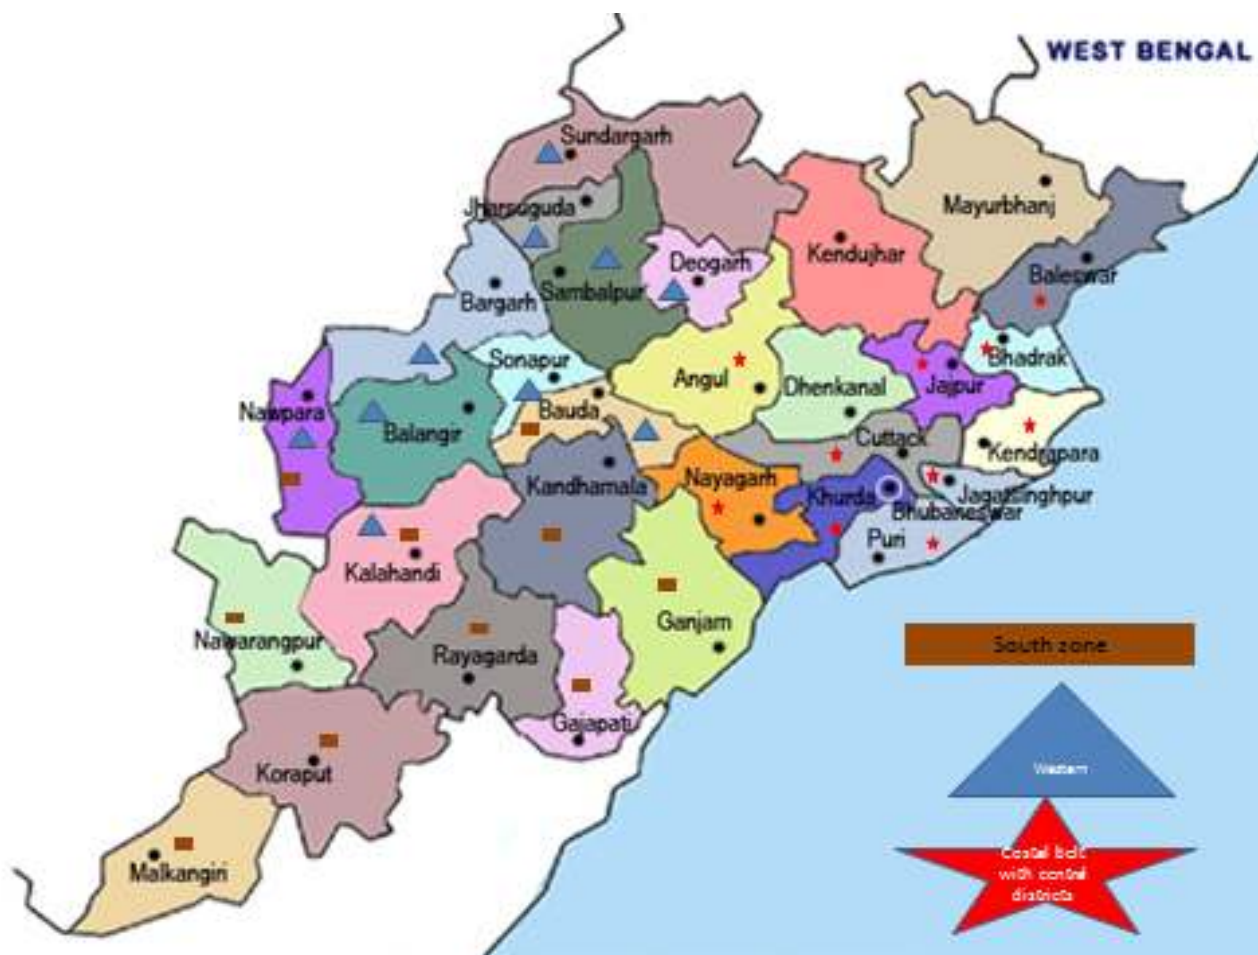 WEST BENGAL
Sundargarh
Jharsuguda
Mayurbhanj
Kendujhar
Deogarh
Baleswar
Sambalpur
Bargarh
Sonapur
Bhadrak
Angul
Dhenkanal
Jajpur
Nawpara
Bauda
Balangir
Cuttack
Kendrapara
Nayagarh
Kandhamala
Khurda
Jagatsinghpur
Bhubaneswar
Puri
Kalahandi
Ganjam
Nawarangpur
Rayagarda
South zone
Gajapati
Koraput
Western
Costal belt
with central
districts
Malkangiri